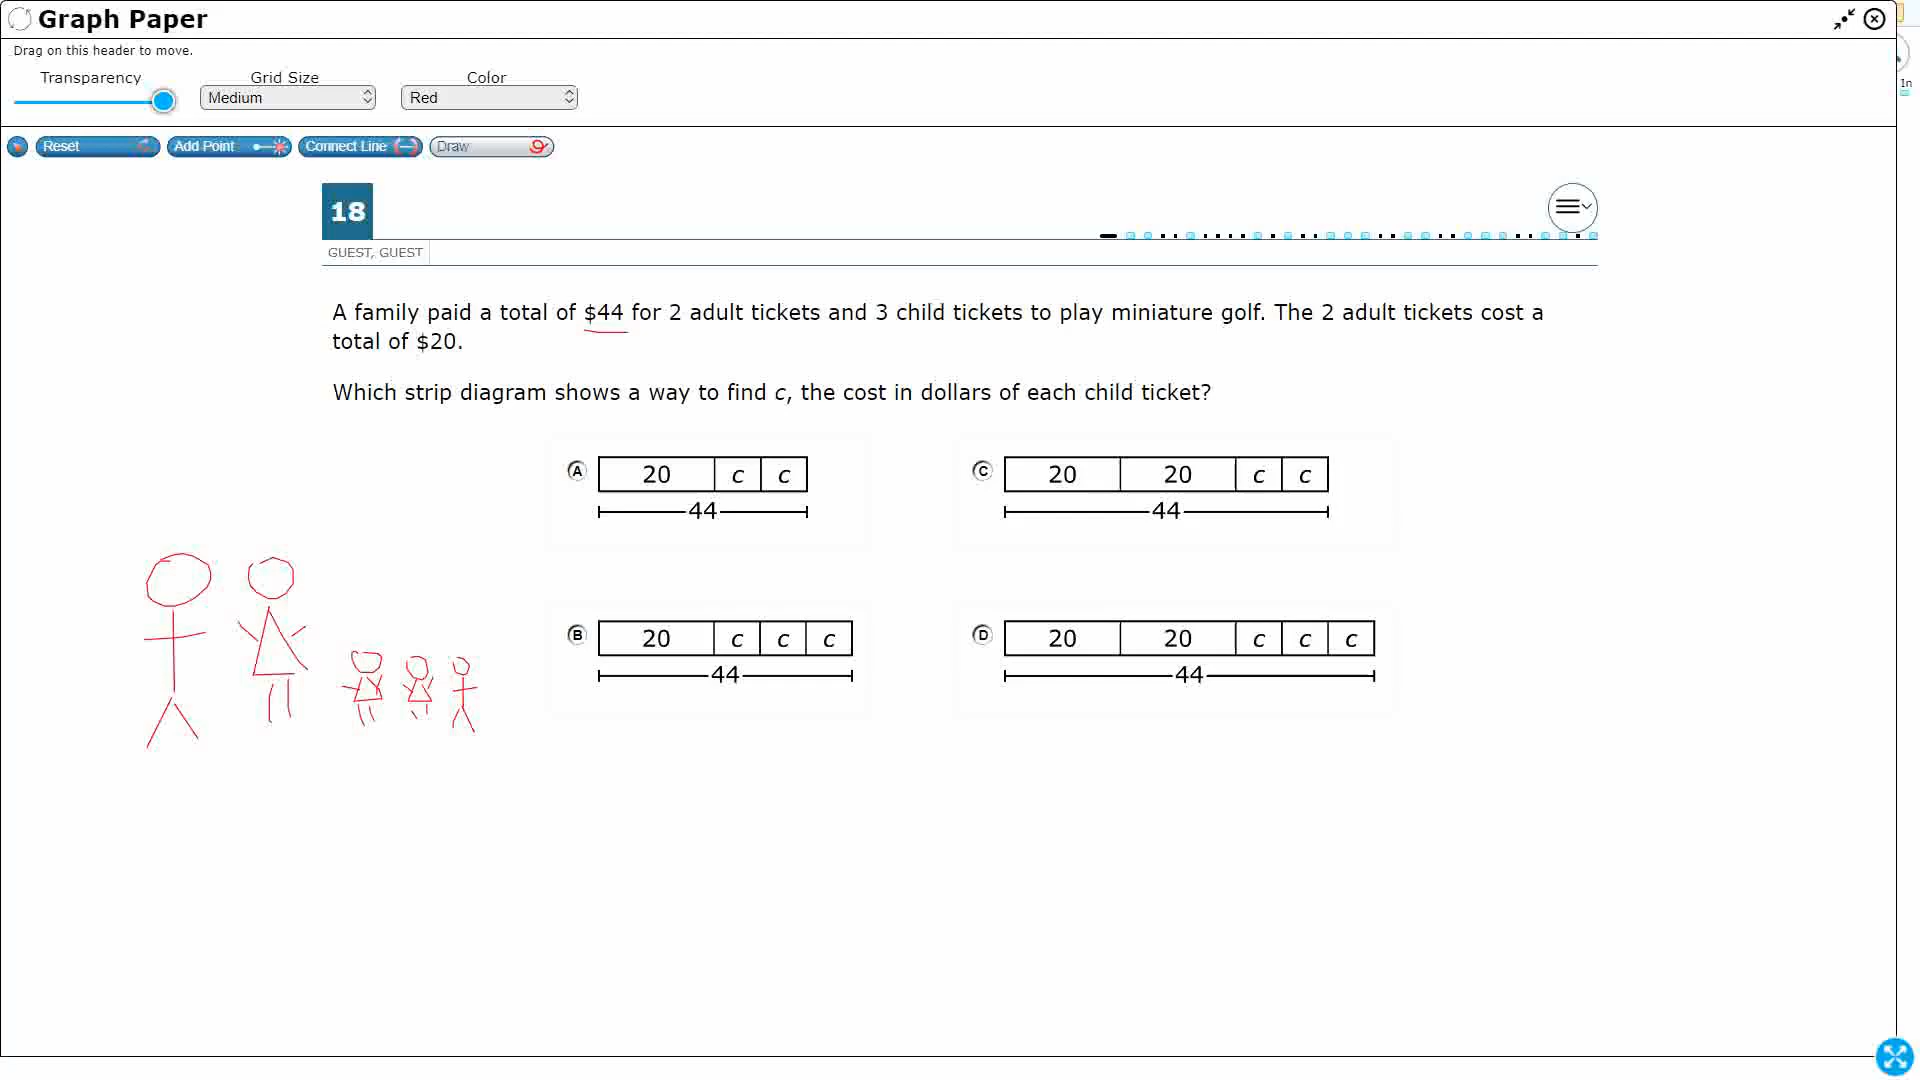 Graph Paper
Drag on this header to move.
Transparency Grid Size Color
Medium Red
Reset Add Point Connect Line Draw
18
GUEST, GUEST
A family paid a total of $44 for 2 adult tickets and 3 child tickets to play miniature golf. The 2 adult tickets cost a
total of $20.
Which strip diagram shows a way to find c, the cost in dollars of each child ticket?
A 20 c c
44
C 20 20 c c
44
B 20 c c c
44
D 20 20 c c c
44
In